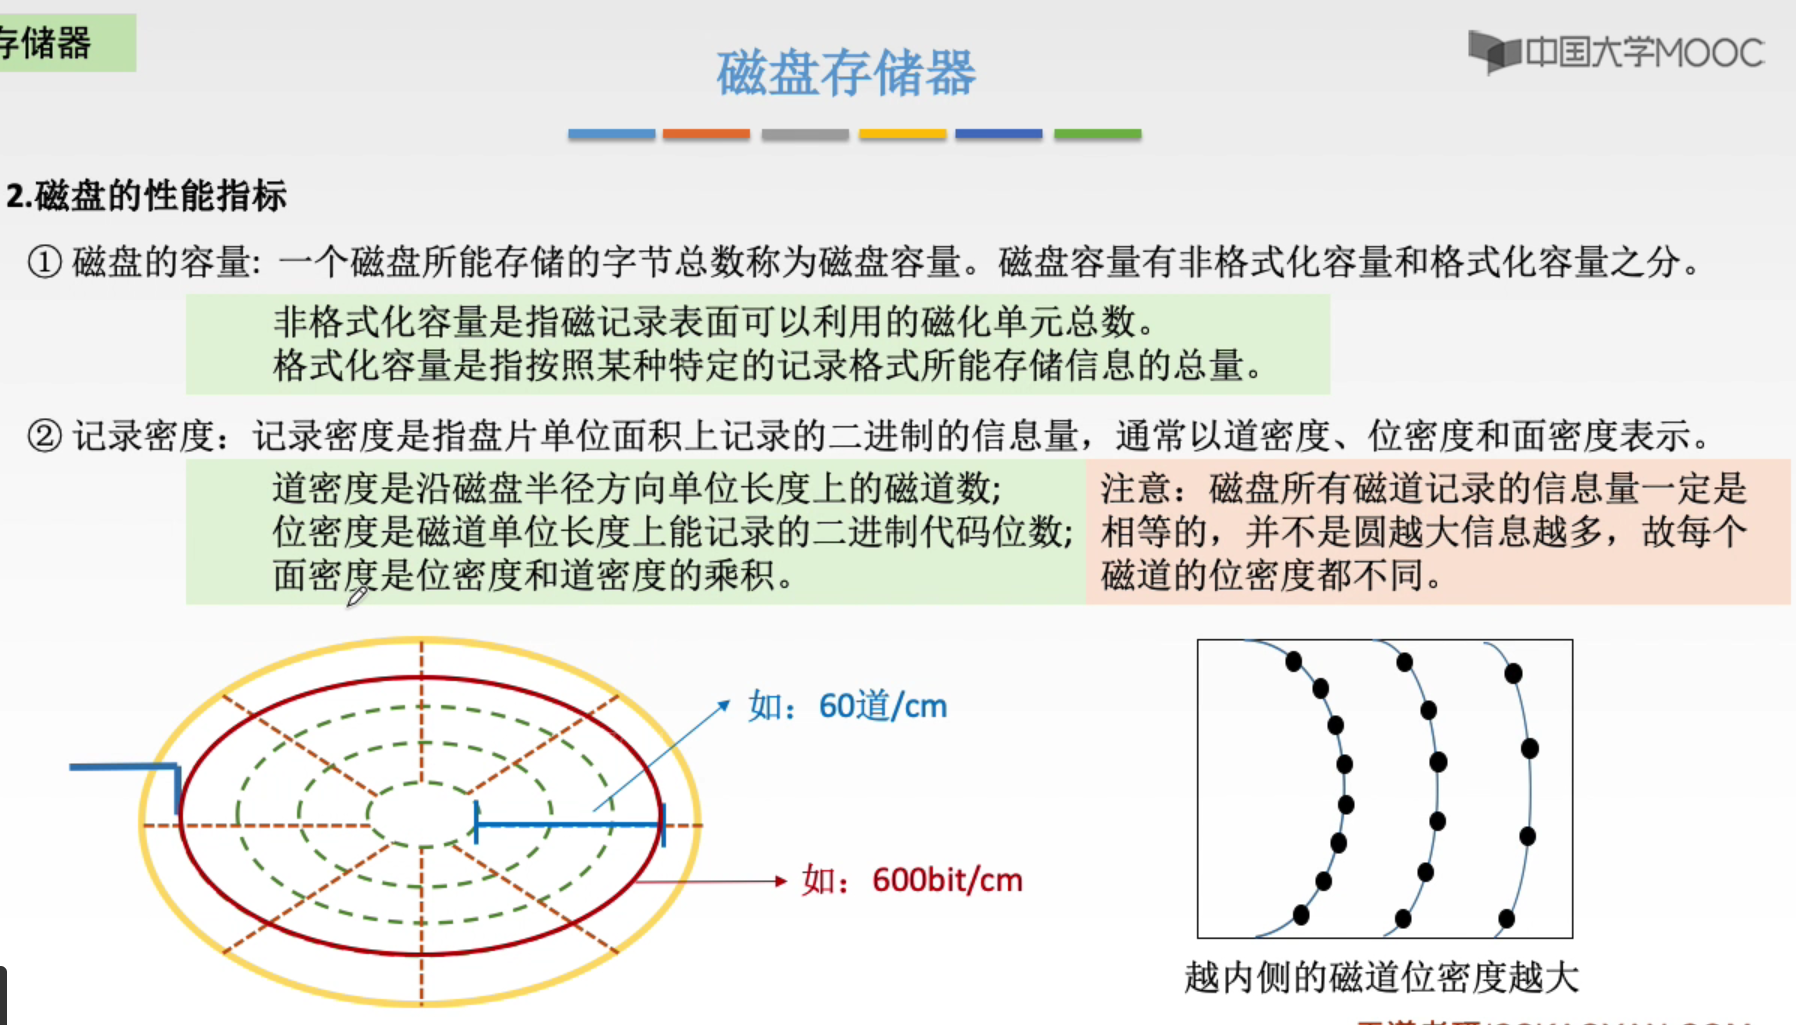 存储器
中国大学MOOC
磁盘存储器
2.磁盘的性能指标
① 磁盘的容量: 一个磁盘所能存储的字节总数称为磁盘容量。磁盘容量有非格式化容量和格式化容量之分。
非格式化容量是指磁记录表面可以利用的磁化单元总数。
格式化容量是指按照某种特定的记录格式所能存储信息的总量。
② 记录密度：记录密度是指盘片单位面积上记录的二进制的信息量，通常以道密度、位密度和面密度表示。
道密度是沿磁盘半径方向单位长度上的磁道数;
位密度是磁道单位长度上能记录的二进制代码位数;
面密度是位密度和道密度的乘积。
注意：磁盘所有磁道记录的信息量一定是
相等的，并不是圆越大信息越多，故每个
磁道的位密度都不同。
如：60道/cm
如：600bit/cm
越内侧的磁道位密度越大